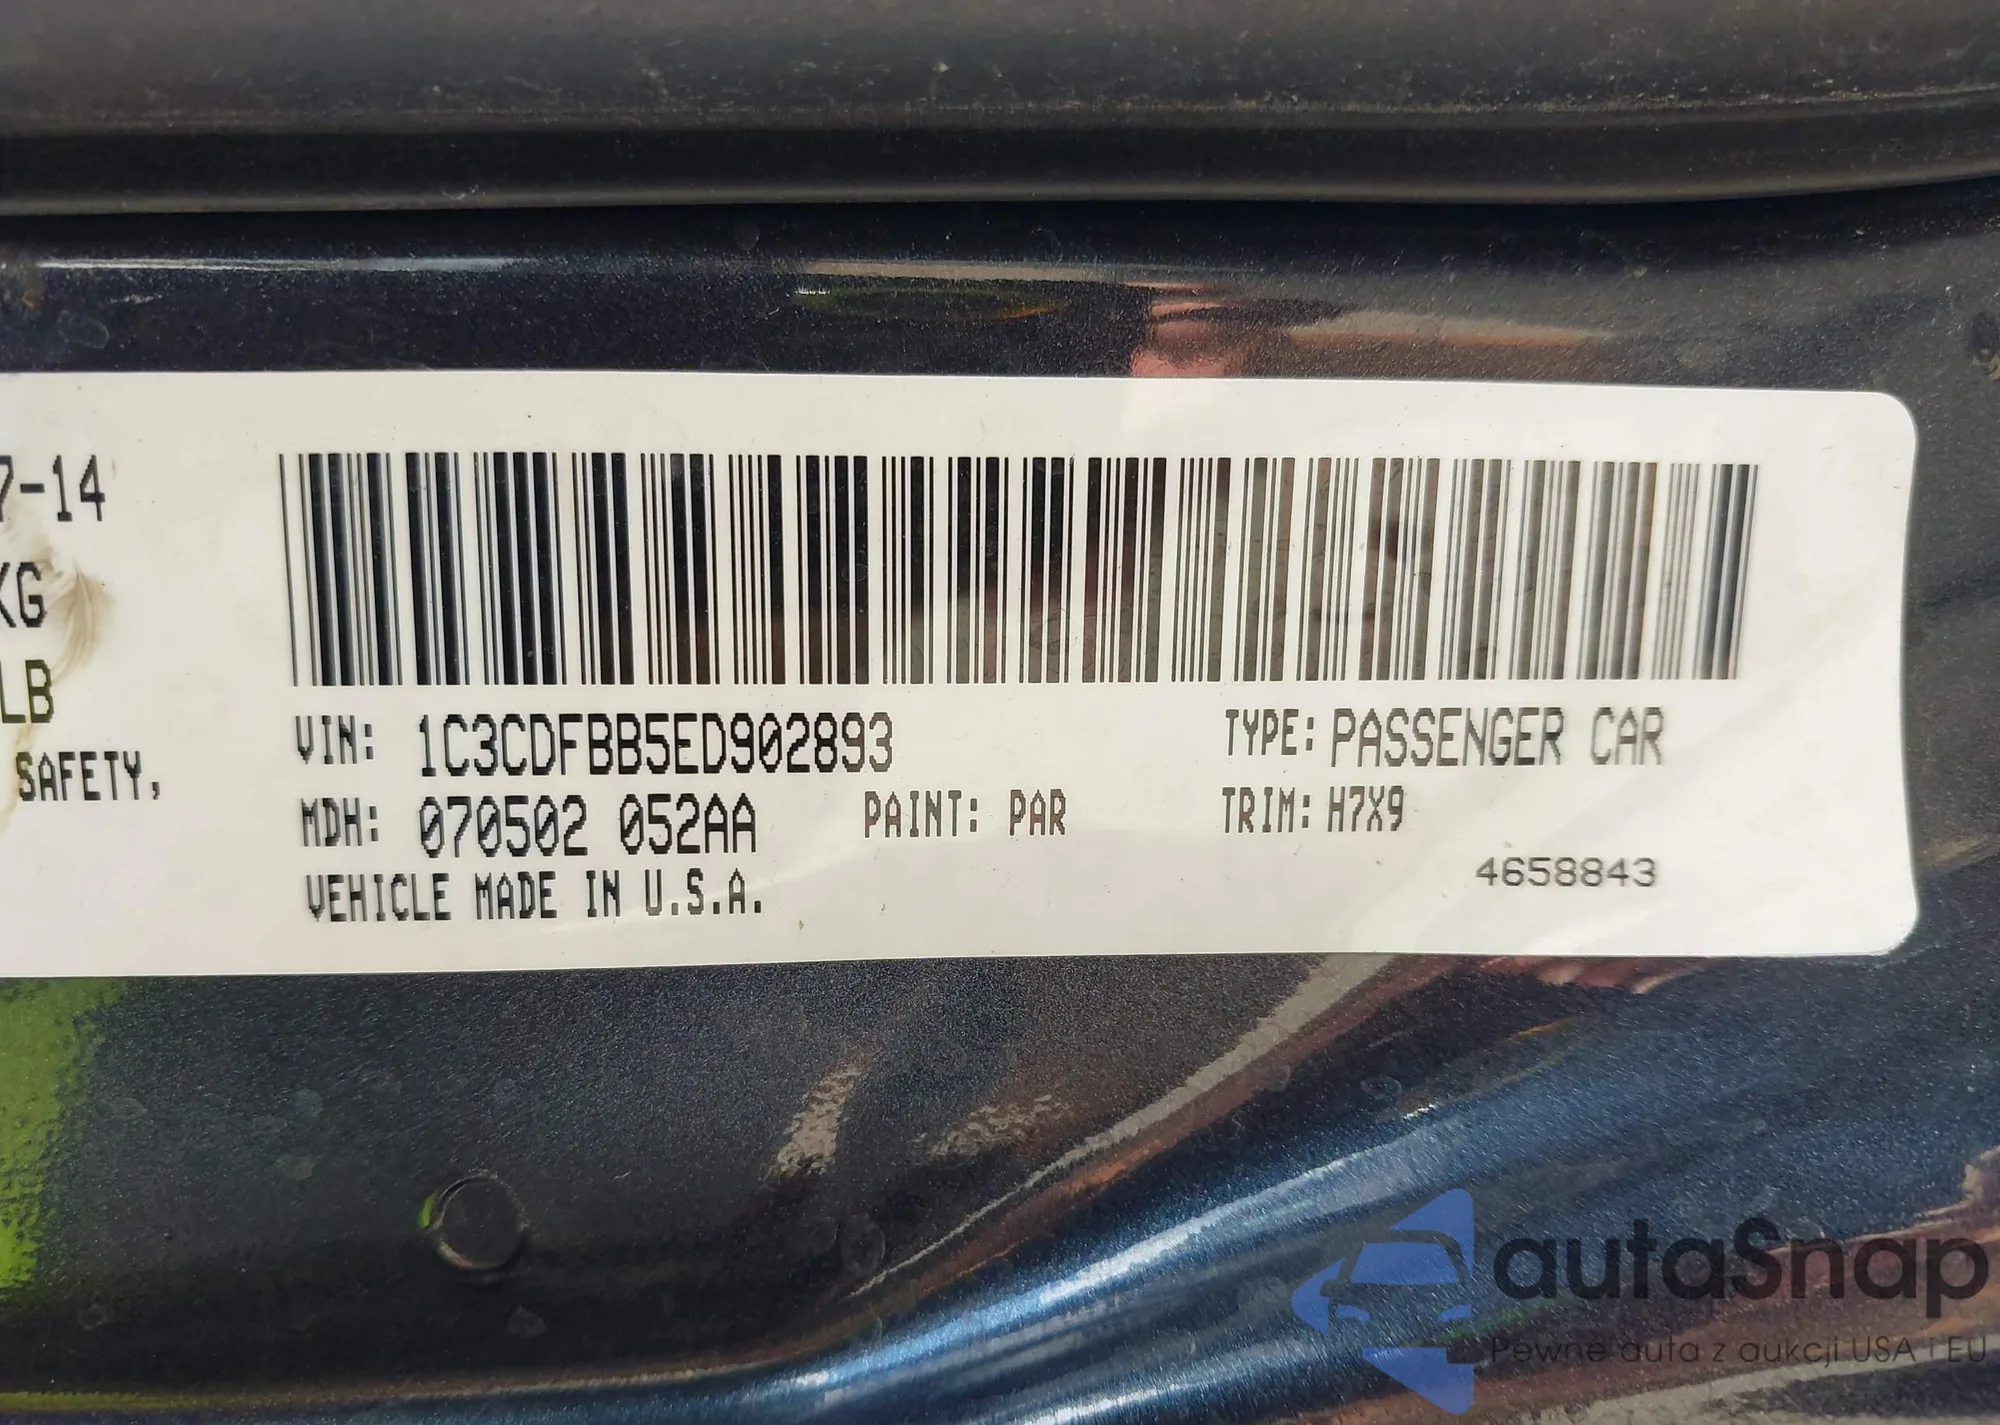 7-14
KG
LB
SAFETY,
VIN: 1C3CDFBB5ED902893
TYPE: PASSENGER CAR
MDH: 070502 052AA
PAINT: PAR
TRIM: H7X9
VEHICLE MADE IN U.S.A.
4658843
autaSnap
Pewne auta z aukcji USA i EU